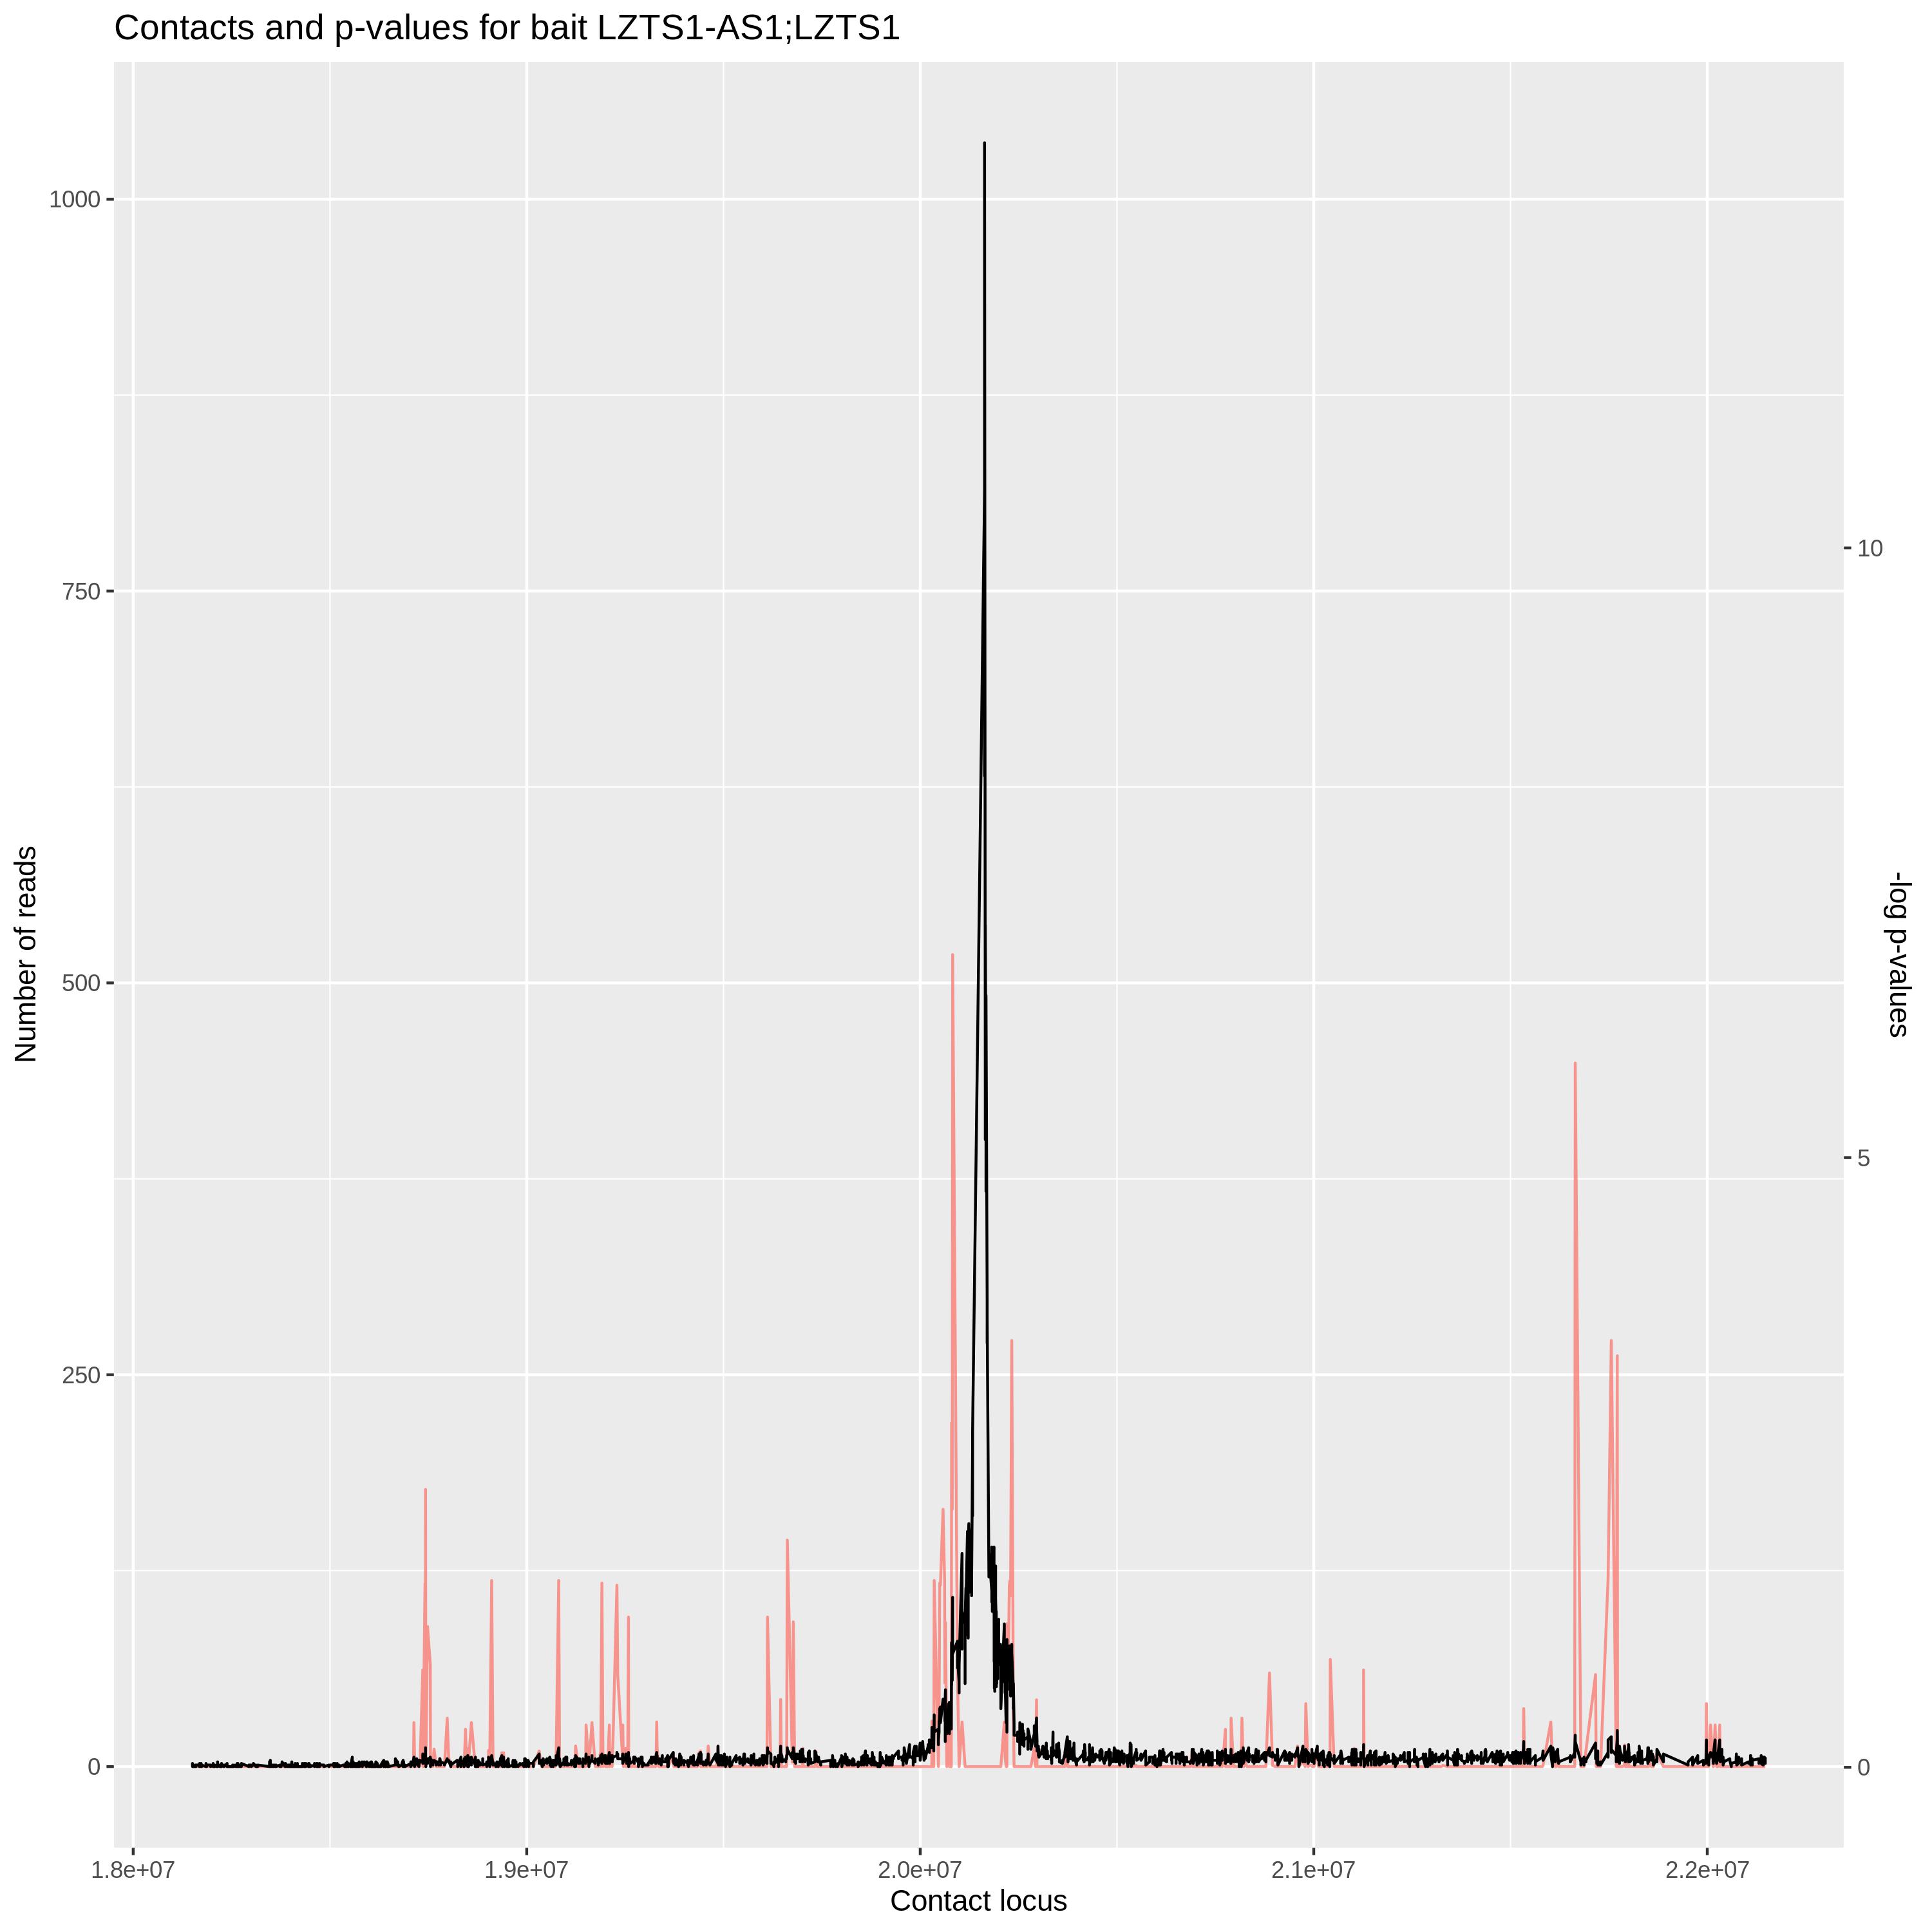 Contacts and p-values for bait LZTS1-AS1;LZTS1
1000
750
500
250
0
Number of reads
10
5
0
-log p-values
1.8e+07
1.9e+07
2.0e+07
2.1e+07
2.2e+07
Contact locus